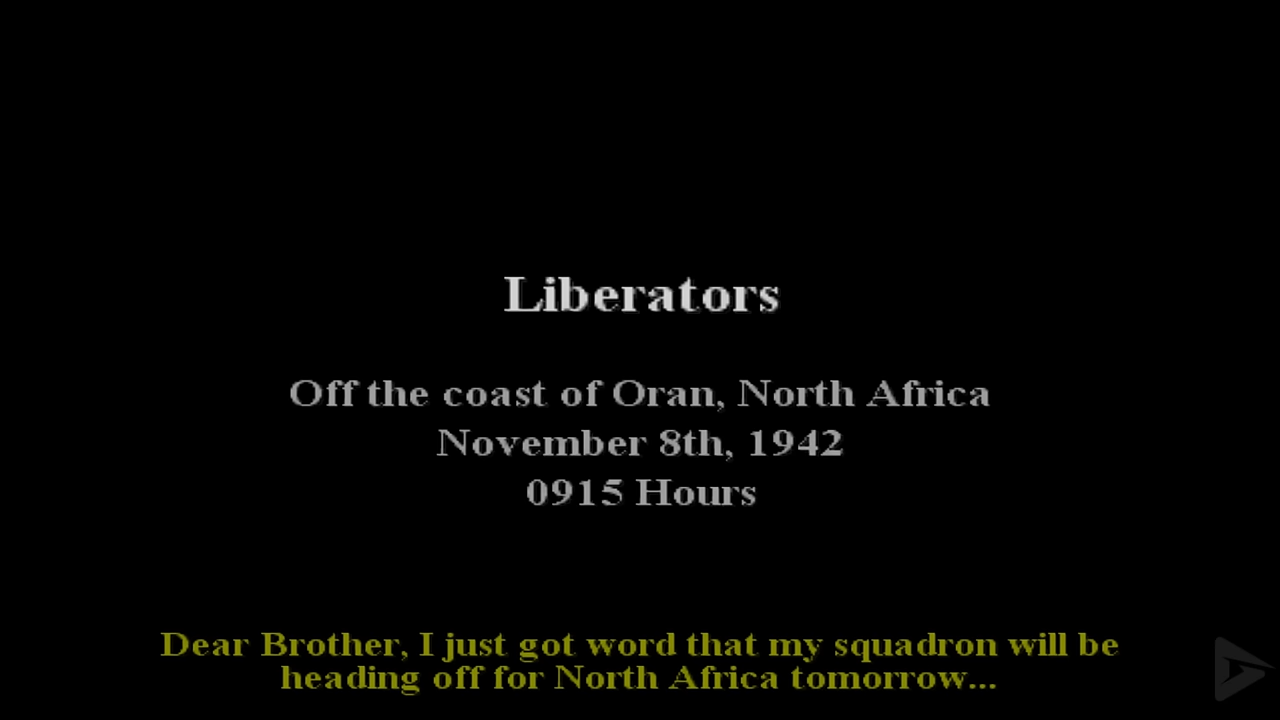 Liberators
Off the coast of Oran, North Africa
November 8th, 1942
0915 Hours
Dear Brother, I just got word that my squadron will be
heading off for North Africa tomorrow...